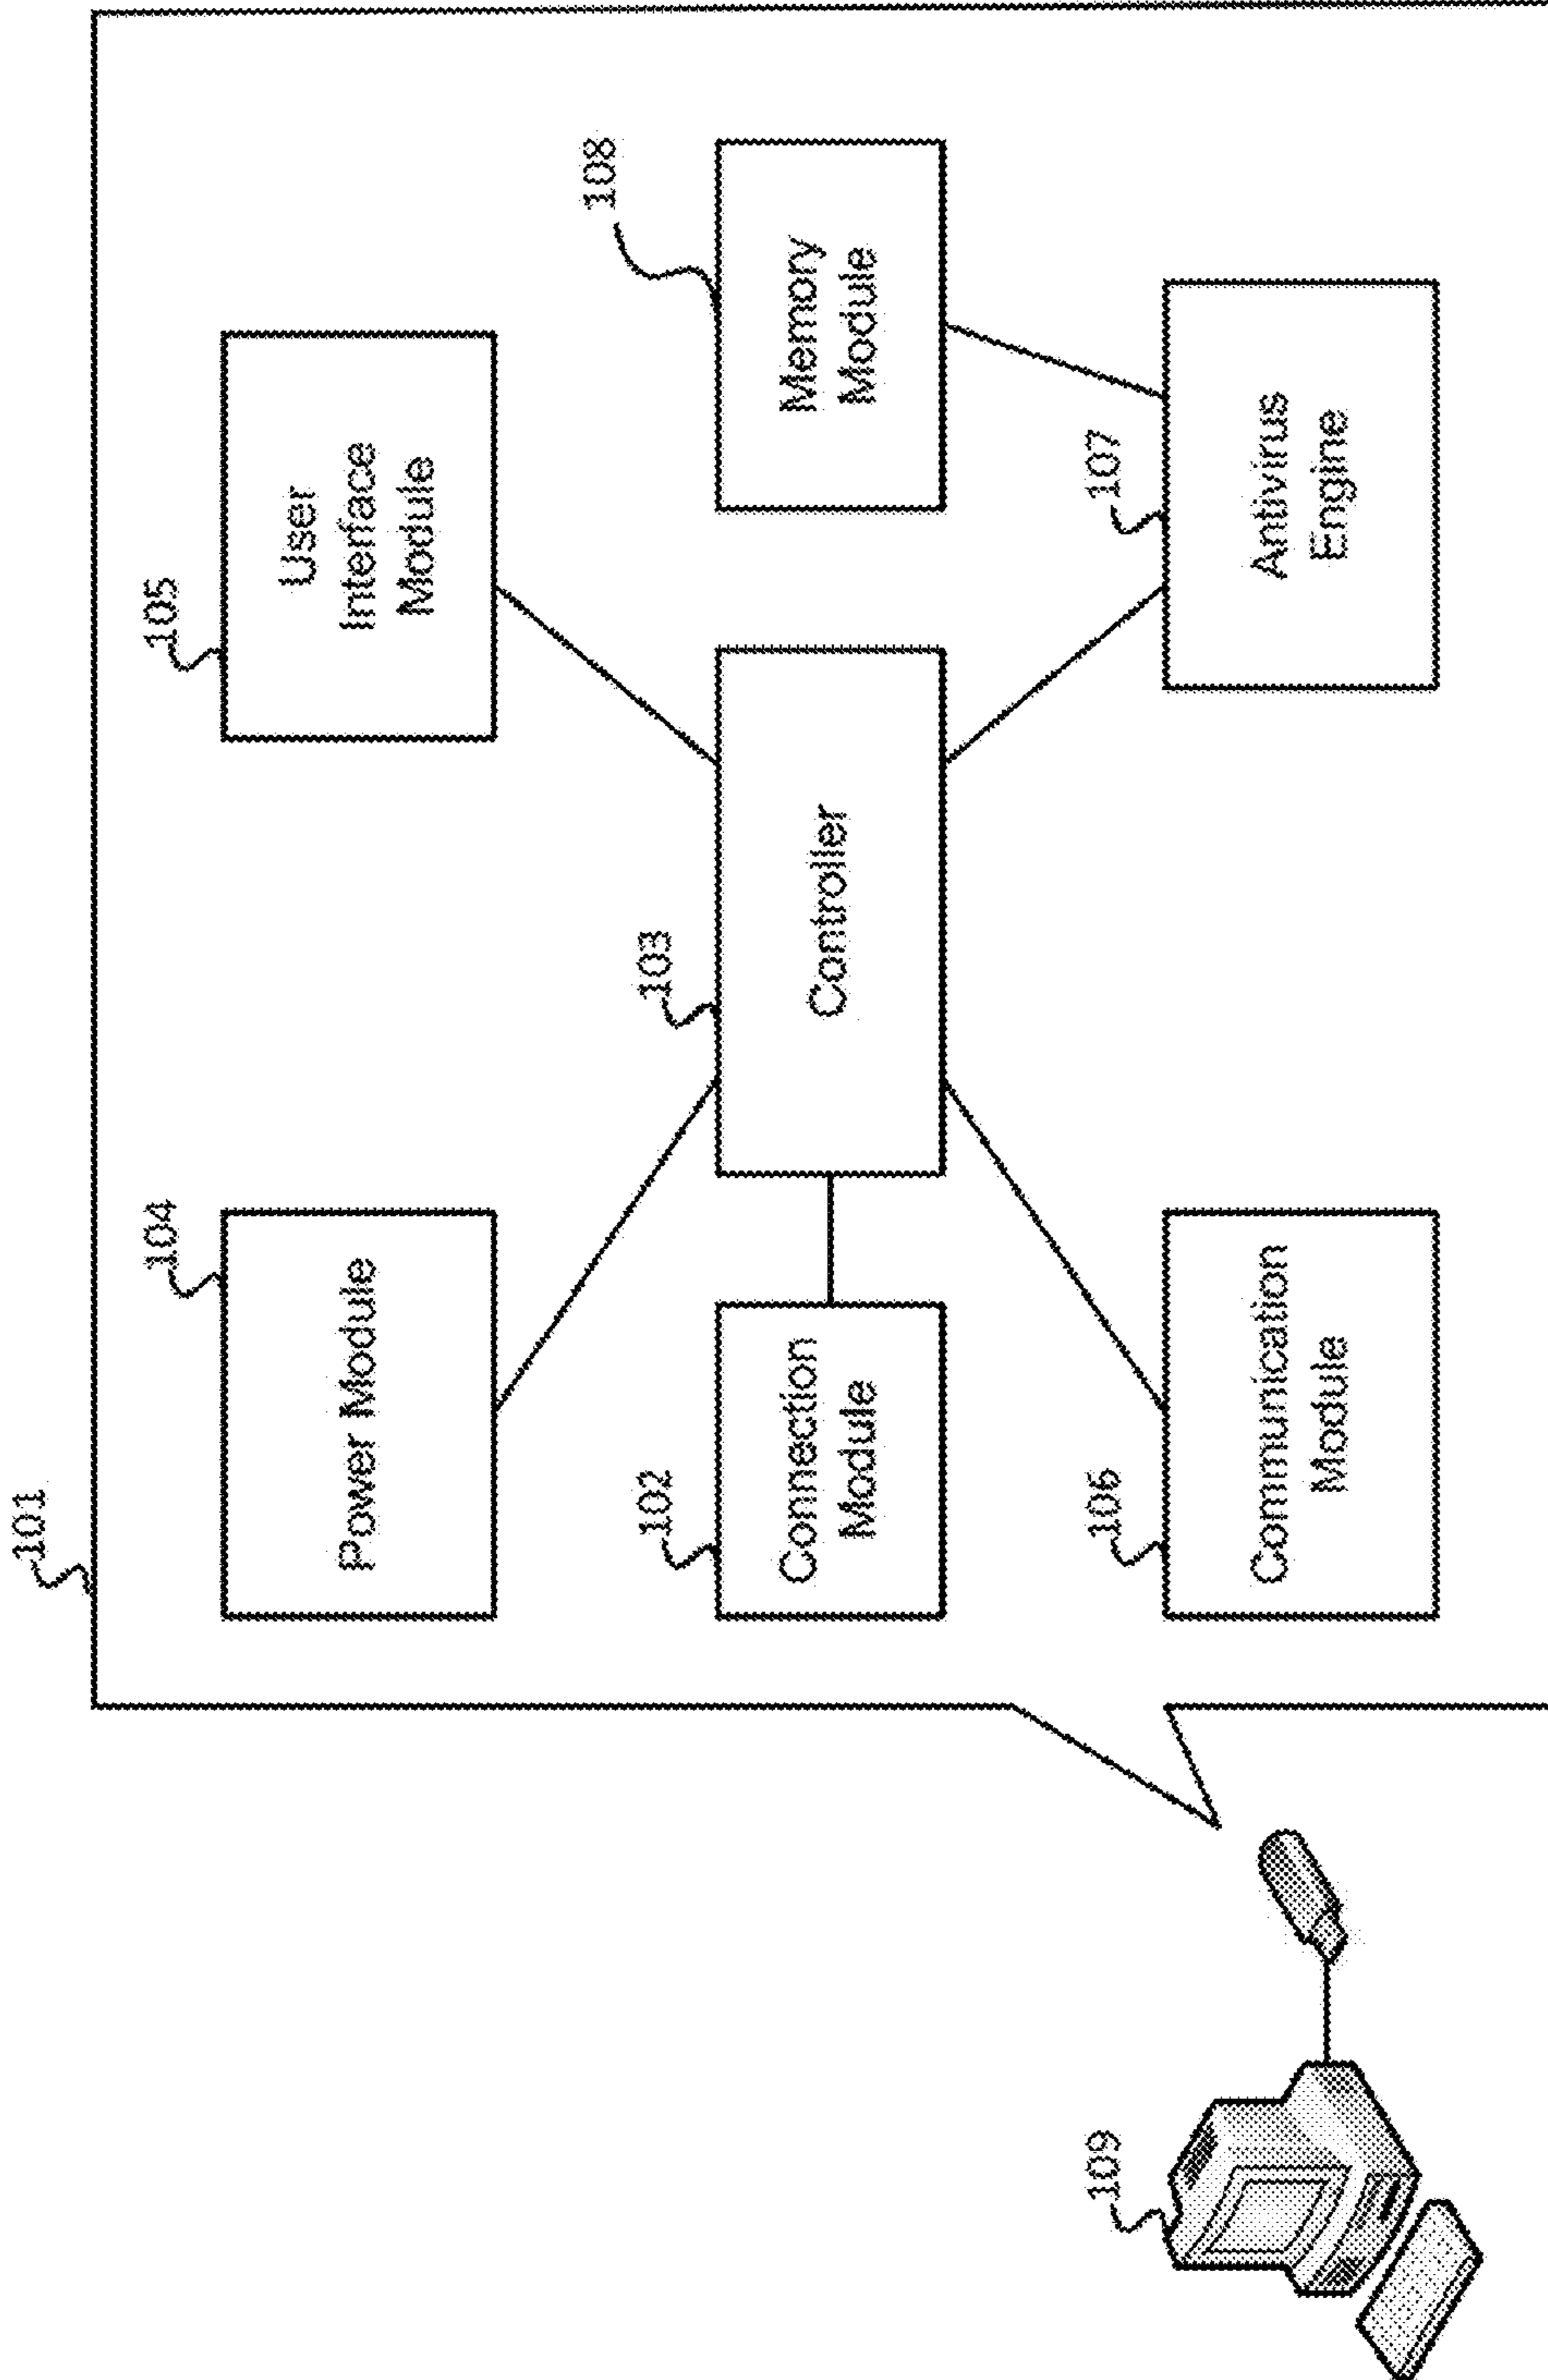 101
104
Power Module
105
User
Interface
Module
102
Connection
Module
103
Controller
108
Memory
Module
106
Communication
Module
107
Antivirus
Engine
109